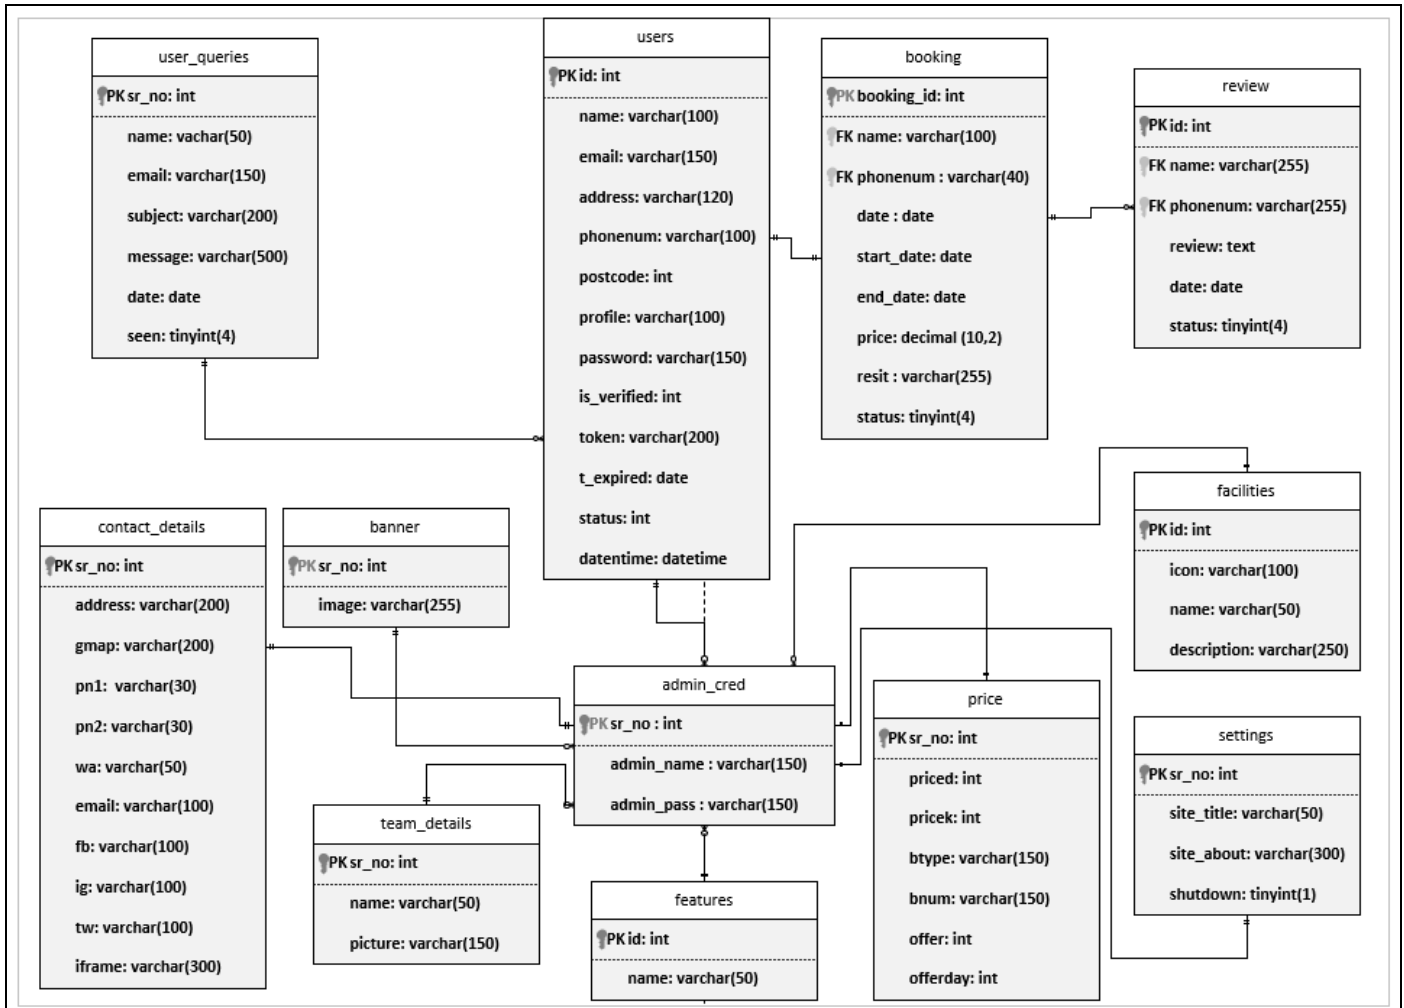 user_queries
PK sr_no: int
name: vachar(50)
email: varchar(150)
subject: varchar(200)
message: varchar(500)
date: date
seen: tinyint(4)
users
PK id: int
name: varchar(100)
email: varchar(150)
address: varchar(120)
phonenum: varchar(100)
postcode: int
profile: varchar(100)
password: varchar(150)
is_verified: int
token: varchar(200)
t_expired: date
status: int
datentime: datetime
booking
PK booking_id: int
FK name: varchar(100)
FK phonenum : varchar(40)
date : date
start_date: date
end_date: date
price: decimal (10,2)
resit : varchar(255)
status: tinyint(4)
review
PK id: int
FK name: varchar(255)
FK phonenum: varchar(255)
review: text
date: date
status: tinyint(4)
contact_details
PK sr_no: int
address: varchar(200)
gmap: varchar(200)
pn1: varchar(30)
pn2: varchar(30)
wa: varchar(50)
email: varchar(100)
fb: varchar(100)
ig: varchar(100)
tw: varchar(100)
iframe: varchar(300)
banner
PK sr_no: int
image: varchar(255)
team_details
PK sr_no: int
name: varchar(50)
picture: varchar(150)
admin_cred
PK sr_no : int
admin_name : varchar(150)
admin_pass : varchar(150)
features
PK id: int
name: varchar(50)
price
PK sr_no: int
priced: int
pricek: int
btype: varchar(150)
bnum: varchar(150)
offer: int
offerday: int
facilities
PK id: int
icon: varchar(100)
name: varchar(50)
description: varchar(250)
settings
PK sr_no: int
site_title: varchar(50)
site_about: varchar(300)
shutdown: tinyint(1)